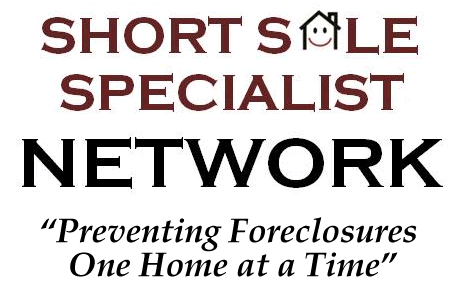 SHORT SALE
SPECIALIST
NETWORK
“Preventing Foreclosures
One Home at a Time”